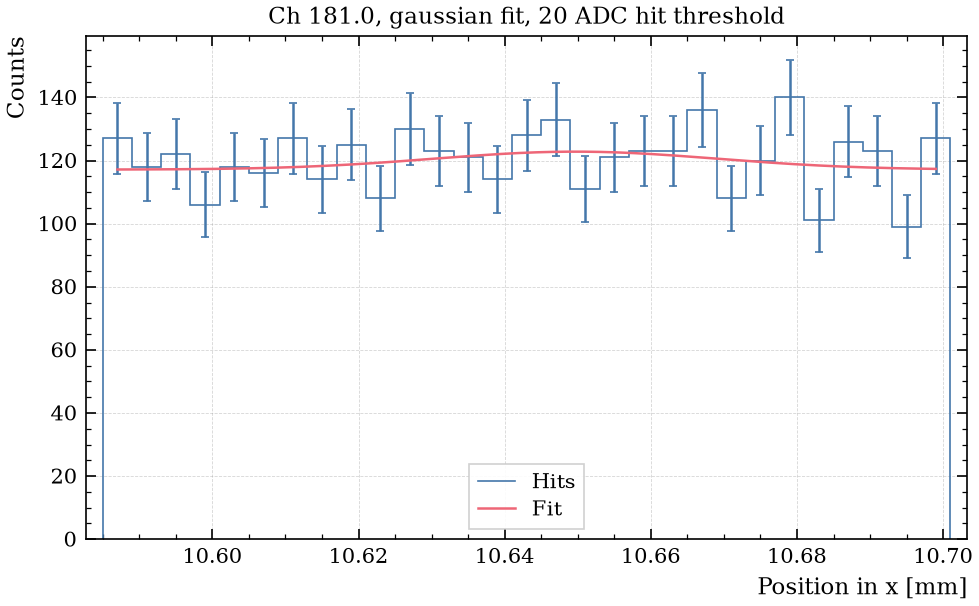 Ch 181.0, gaussian fit, 20 ADC hit threshold
Counts
140
120
100
80
60
40
20
0
Hits
Fit
10.60 10.62 10.64 10.66 10.68 10.70
Position in x [mm]